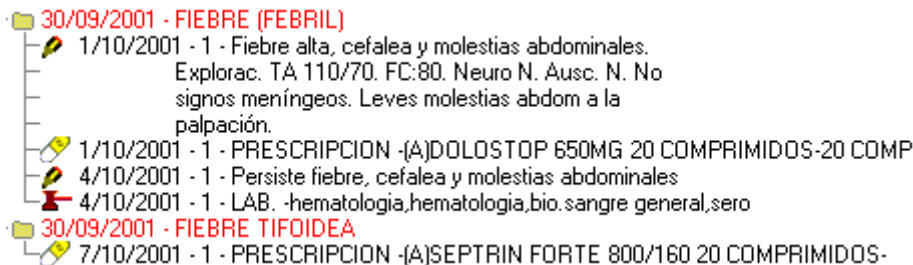 30/09/2001 - FIEBRE (FEBRIL)
1/10/2001 - 1 - Fiebre alta, cefalea y molestias abdominales.
Explorac. TA 110/70. FC:80. Neuro N. Ausc. N. No
signos meníngeos. Leves molestias abdom a la
palpación.
1/10/2001 - 1 - PRESCRIPCION -(A)DOLOSTOP 650MG 20 COMPRIMIDOS-20 COMP
4/10/2001 - 1 - Persiste fiebre, cefalea y molestias abdominales
4/10/2001 - 1 - LAB. -hematologia,hematologia,bio.sangre general,sero
30/09/2001 - FIEBRE TIFOIDEA
7/10/2001 - 1 - PRESCRIPCION -(A)SEPTRIN FORTE 800/160 20 COMPRIMIDOS-